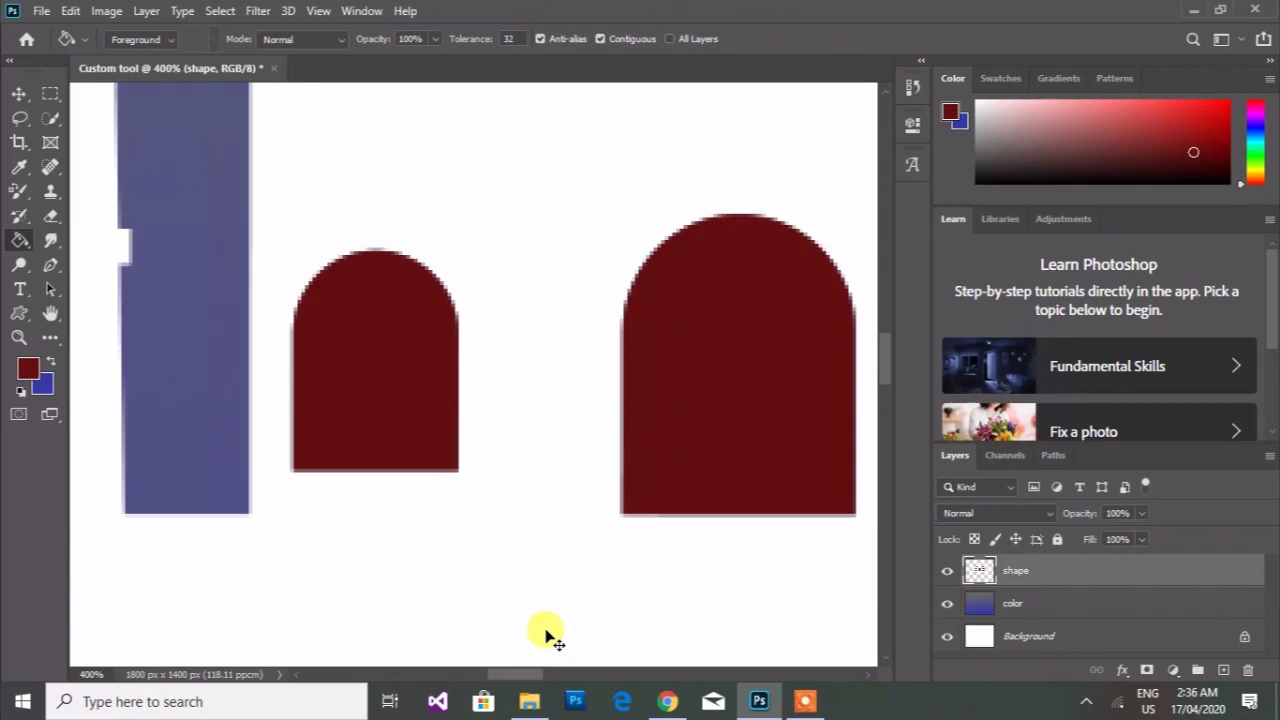 Ps File Edit Image Layer Type Select Filter 3D View Window Help
Foreground Mode: Normal Opacity: 100% Tolerance: 32 Anti-alias Contiguous All Layers
Custom tool @ 400% (shape, RGB/8) *
Color Swatches Gradients Patterns
Learn Libraries Adjustments
Learn Photoshop
Step-by-step tutorials directly in the app. Pick a
topic below to begin.
Fundamental Skills
Fix a photo
Layers Channels Paths
Kind
Normal Opacity: 100%
Lock: Fill: 100%
shape
color
Background
400% 1800 px x 1400 px (118.11 ppcm)
Type here to search
Ps
Ps
ENG
US
2:36 AM
17/04/2020